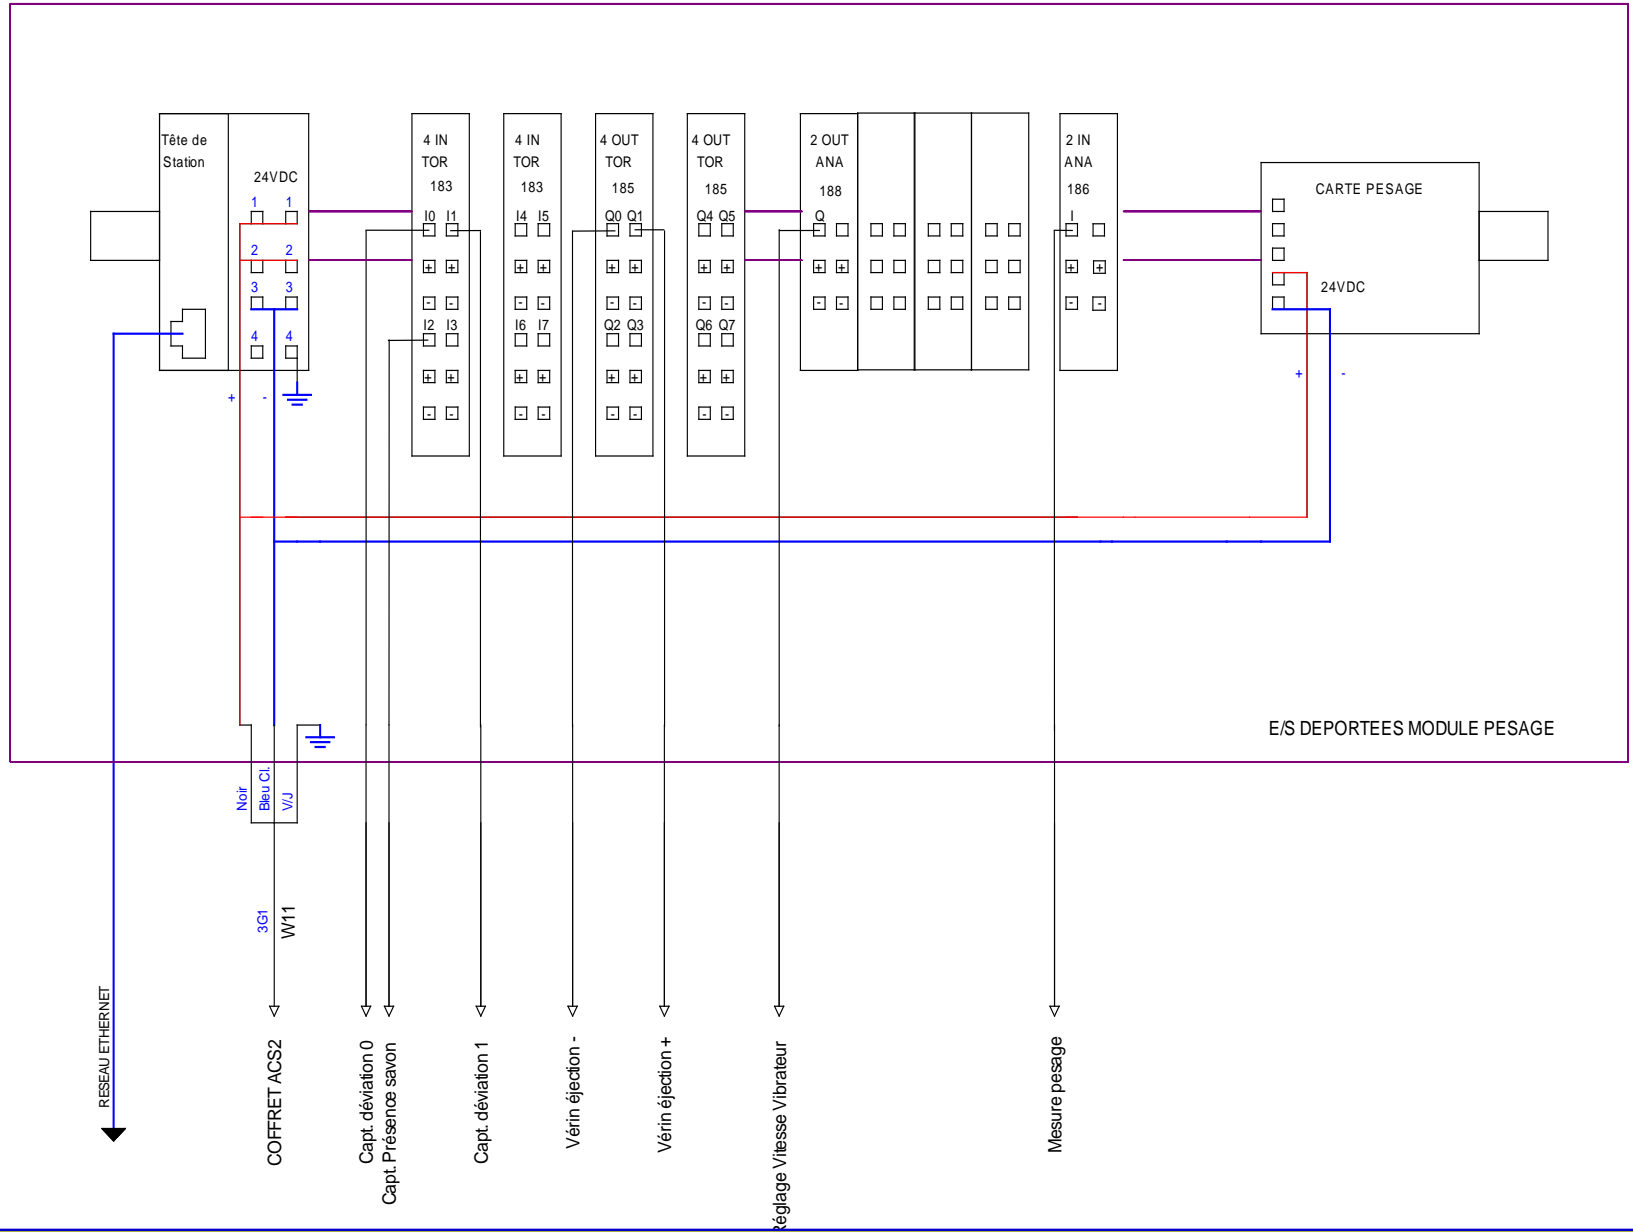 Tête de
Station
24VDC
1 1
2 2
3 3
4 4
+ -
4 IN
TOR
183
I0 I1
+ +
- -
I2 I3
+ +
- -
4 IN
TOR
183
I4 I5
+ +
- -
I6 I7
+ +
- -
4 OUT
TOR
185
Q0 Q1
+ +
- -
Q2 Q3
+ +
- -
4 OUT
TOR
185
Q4 Q5
+ +
- -
Q6 Q7
+ +
- -
2 OUT
ANA
188
Q
+ +
- -
2 IN
ANA
186
I
+ +
- -
CARTE PESAGE
24VDC
+ -
E/S DEPORTEES MODULE PESAGE
Noir
Bleu Cl.
V/J
3G1
W11
RESEAU ETHERNET
COFFRET ACS2
Capt. déviation 0
Capt. Présence savon
Capt. déviation 1
Vérin éjection -
Vérin éjection +
Réglage Vitesse Vibrateur
Mesure pesage